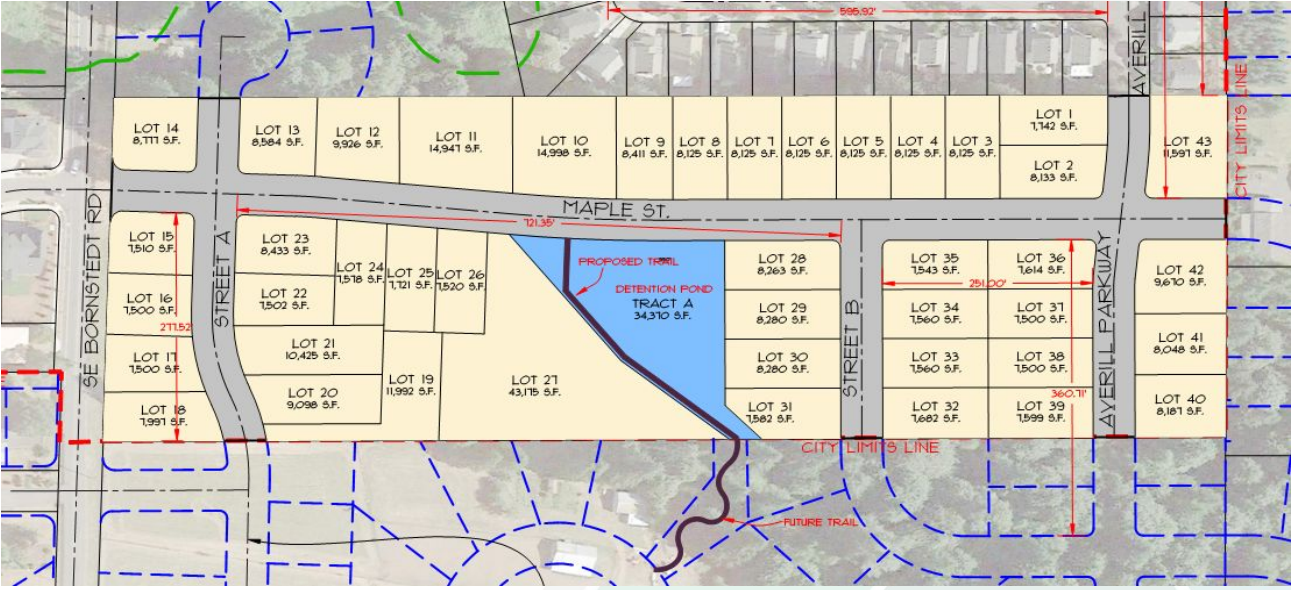 595.92'
AVERILL
CITY LIMITS LINE
LOT 14
8,777 S.F.
LOT 13
8,584 S.F.
LOT 12
9,926 S.F.
LOT 11
14,947 S.F.
LOT 10
14,998 S.F.
LOT 9
8,411 S.F.
LOT 8
8,125 S.F.
LOT 7
8,125 S.F.
LOT 6
8,125 S.F.
LOT 5
8,125 S.F.
LOT 4
8,125 S.F.
LOT 3
8,125 S.F.
LOT 1
7,742 S.F.
LOT 2
8,133 S.F.
LOT 43
11,597 S.F.
MAPLE ST.
721.35'
SE BORNSTEDT RD
STREET A
LOT 15
7,510 S.F.
LOT 16
7,500 S.F.
277.52'
LOT 17
7,500 S.F.
LOT 18
7,997 S.F.
LOT 23
8,433 S.F.
LOT 22
7,502 S.F.
LOT 21
10,425 S.F.
LOT 20
9,098 S.F.
LOT 24
7,578 S.F.
LOT 25
7,721 S.F.
LOT 26
7,520 S.F.
LOT 19
11,992 S.F.
LOT 27
43,175 S.F.
PROPOSED TRAIL
DETENTION POND
TRACT A
34,370 S.F.
LOT 28
8,263 S.F.
LOT 29
8,280 S.F.
LOT 30
8,280 S.F.
LOT 31
7,582 S.F.
STREET B
LOT 35
7,543 S.F.
LOT 36
7,614 S.F.
251.00'
LOT 34
7,560 S.F.
LOT 37
7,500 S.F.
LOT 33
7,560 S.F.
LOT 38
7,500 S.F.
LOT 32
7,682 S.F.
LOT 39
7,599 S.F.
360.71'
AVERILL PARKWAY
LOT 42
9,670 S.F.
LOT 41
8,048 S.F.
LOT 40
8,187 S.F.
CITY LIMITS LINE
FUTURE TRAIL